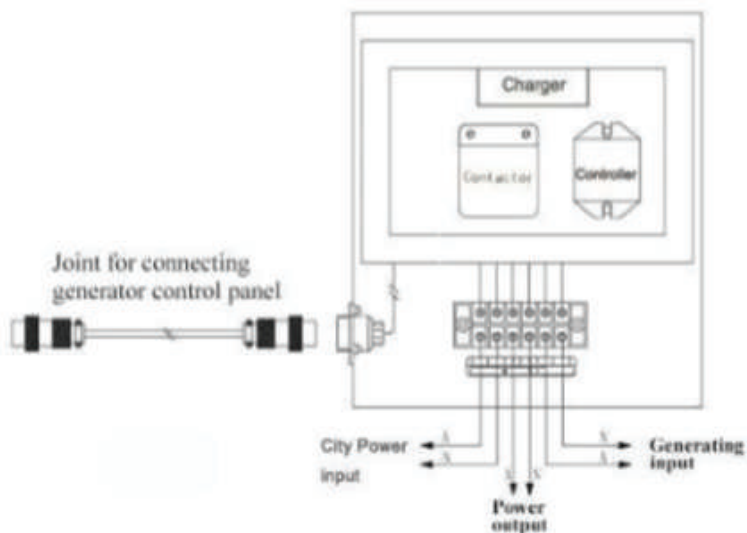 Charger
Contactor
Controller
Joint for connecting
generator control panel
City Power
input
Generating
input
Power
output